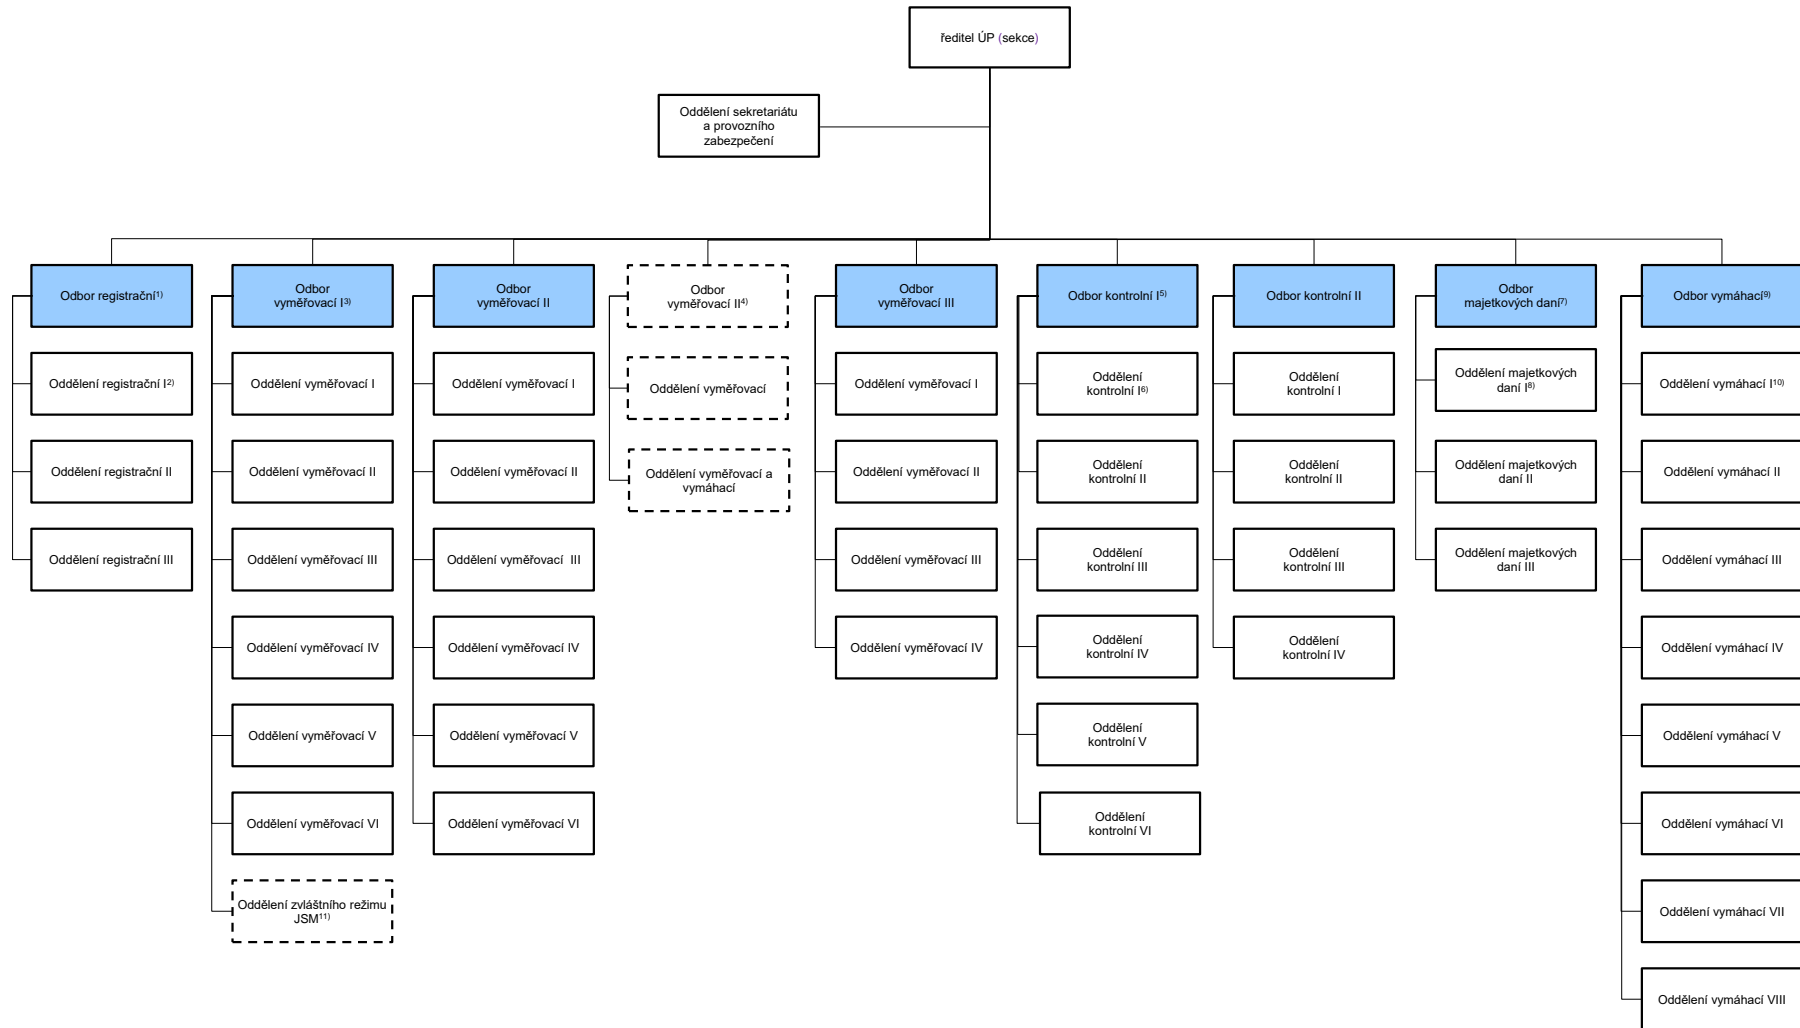 ředitel ÚP (sekce)
Oddělení sekretariátu
a provozního
zabezpečení
Odbor registrační1)
Oddělení registrační I2)
Oddělení registrační II
Oddělení registrační III
Odbor
vyměřovací I3)
Oddělení vyměřovací I
Oddělení vyměřovací II
Oddělení vyměřovací III
Oddělení vyměřovací IV
Oddělení vyměřovací V
Oddělení vyměřovací VI
Oddělení zvláštního režimu
JSM11)
Odbor
vyměřovací II
Oddělení vyměřovací I
Oddělení vyměřovací II
Oddělení vyměřovací III
Oddělení vyměřovací IV
Oddělení vyměřovací V
Oddělení vyměřovací VI
Odbor
vyměřovací II4)
Oddělení vyměřovací
Oddělení vyměřovací a
vymáhací
Odbor
vyměřovací III
Oddělení vyměřovací I
Oddělení vyměřovací II
Oddělení vyměřovací III
Oddělení vyměřovací IV
Odbor kontrolní I5)
Oddělení
kontrolní I6)
Oddělení
kontrolní II
Oddělení
kontrolní III
Oddělení
kontrolní IV
Oddělení
kontrolní V
Oddělení
kontrolní VI
Odbor kontrolní II
Oddělení
kontrolní I
Oddělení
kontrolní II
Oddělení
kontrolní III
Oddělení
kontrolní IV
Odbor
majetkových daní7)
Oddělení majetkových
daní I8)
Oddělení majetkových
daní II
Oddělení majetkových
daní III
Odbor vymáhací9)
Oddělení vymáhací I10)
Oddělení vymáhací II
Oddělení vymáhací III
Oddělení vymáhací IV
Oddělení vymáhací V
Oddělení vymáhací VI
Oddělení vymáhací VII
Oddělení vymáhací VIII